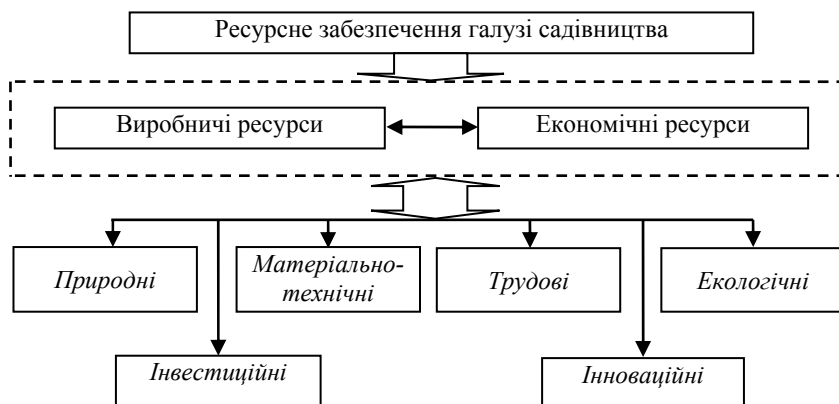 Ресурсне забезпечення галузі садівництва
Виробничі ресурси
Економічні ресурси
Природні
Матеріально-
технічні
Трудові
Екологічні
Інвестиційні
Інноваційні